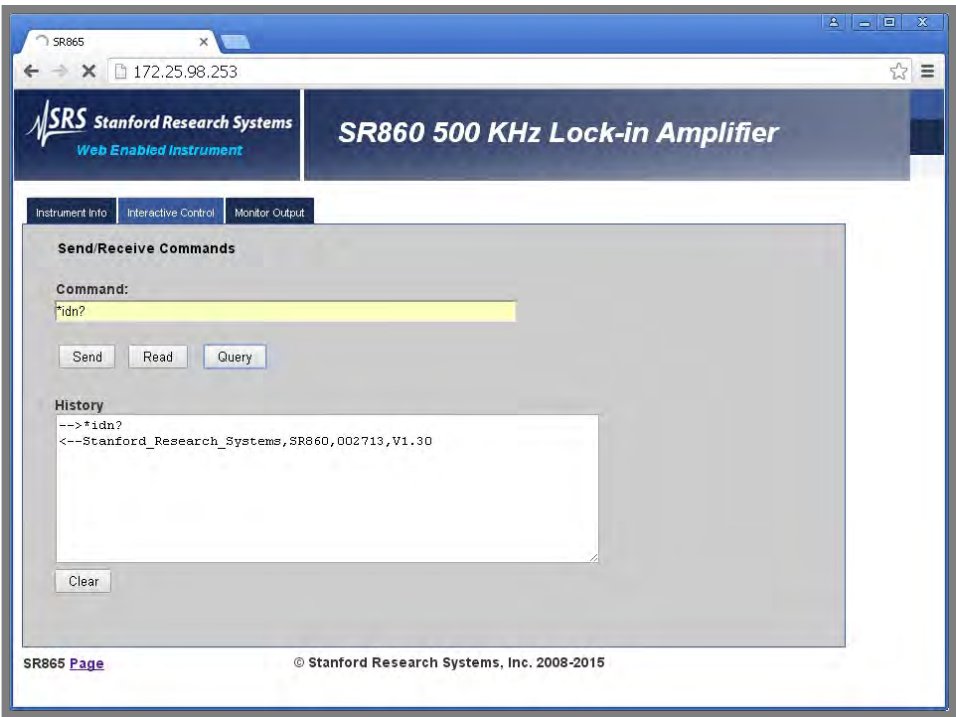 SR865
172.25.98.253
SRS Stanford Research Systems
Web Enabled Instrument
SR860 500 KHz Lock-in Amplifier
Instrument Info Interactive Control Monitor Output
Send/Receive Commands
Command:
*idn?
Send Read Query
History
-->*idn?
<--Stanford_Research_Systems,SR860,002713,V1.30
Clear
SR865 Page © Stanford Research Systems, Inc. 2008-2015